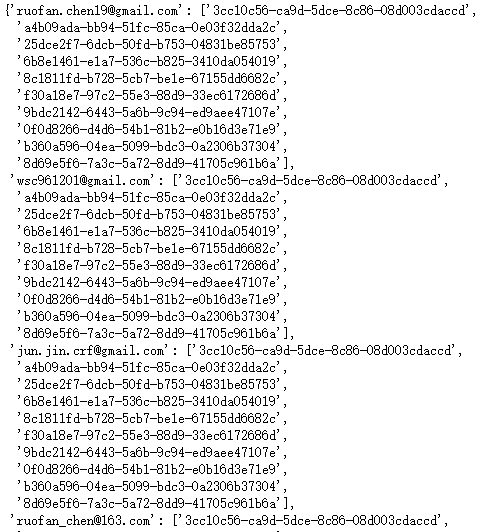 {'ruofan.chen19@gmail.com': ['3cc10c56-ca9d-5dce-8c86-08d003cdaccd',
'a4b09ada-bb94-51fc-85ca-0e03f32dda2c',
'25dce2f7-6dcb-50fd-b753-04831be85753',
'6b8e1461-e1a7-536c-b825-3410da054019',
'8c1811fd-b728-5cb7-be1e-67155dd6682c',
'f30a18e7-97c2-55e3-88d9-33ec6172686d',
'9bdc2142-6443-5a6b-9c94-ed9aee47107e',
'0f0d8266-d4d6-54b1-81b2-e0b16d3e71e9',
'b360a596-04ea-5099-bdc3-0a2306b37304',
'8d69e5f6-7a3c-5a72-8dd9-41705c961b6a'],
'wsc961201@gmail.com': ['3cc10c56-ca9d-5dce-8c86-08d003cdaccd',
'a4b09ada-bb94-51fc-85ca-0e03f32dda2c',
'25dce2f7-6dcb-50fd-b753-04831be85753',
'6b8e1461-e1a7-536c-b825-3410da054019',
'8c1811fd-b728-5cb7-be1e-67155dd6682c',
'f30a18e7-97c2-55e3-88d9-33ec6172686d',
'9bdc2142-6443-5a6b-9c94-ed9aee47107e',
'0f0d8266-d4d6-54b1-81b2-e0b16d3e71e9',
'b360a596-04ea-5099-bdc3-0a2306b37304',
'8d69e5f6-7a3c-5a72-8dd9-41705c961b6a'],
'jun.jin.crf@gmail.com': ['3cc10c56-ca9d-5dce-8c86-08d003cdaccd',
'a4b09ada-bb94-51fc-85ca-0e03f32dda2c',
'25dce2f7-6dcb-50fd-b753-04831be85753',
'6b8e1461-e1a7-536c-b825-3410da054019',
'8c1811fd-b728-5cb7-be1e-67155dd6682c',
'f30a18e7-97c2-55e3-88d9-33ec6172686d',
'9bdc2142-6443-5a6b-9c94-ed9aee47107e',
'0f0d8266-d4d6-54b1-81b2-e0b16d3e71e9',
'b360a596-04ea-5099-bdc3-0a2306b37304',
'8d69e5f6-7a3c-5a72-8dd9-41705c961b6a'],
'ruofan_chen@163.com': ['3cc10c56-ca9d-5dce-8c86-08d003cdaccd',